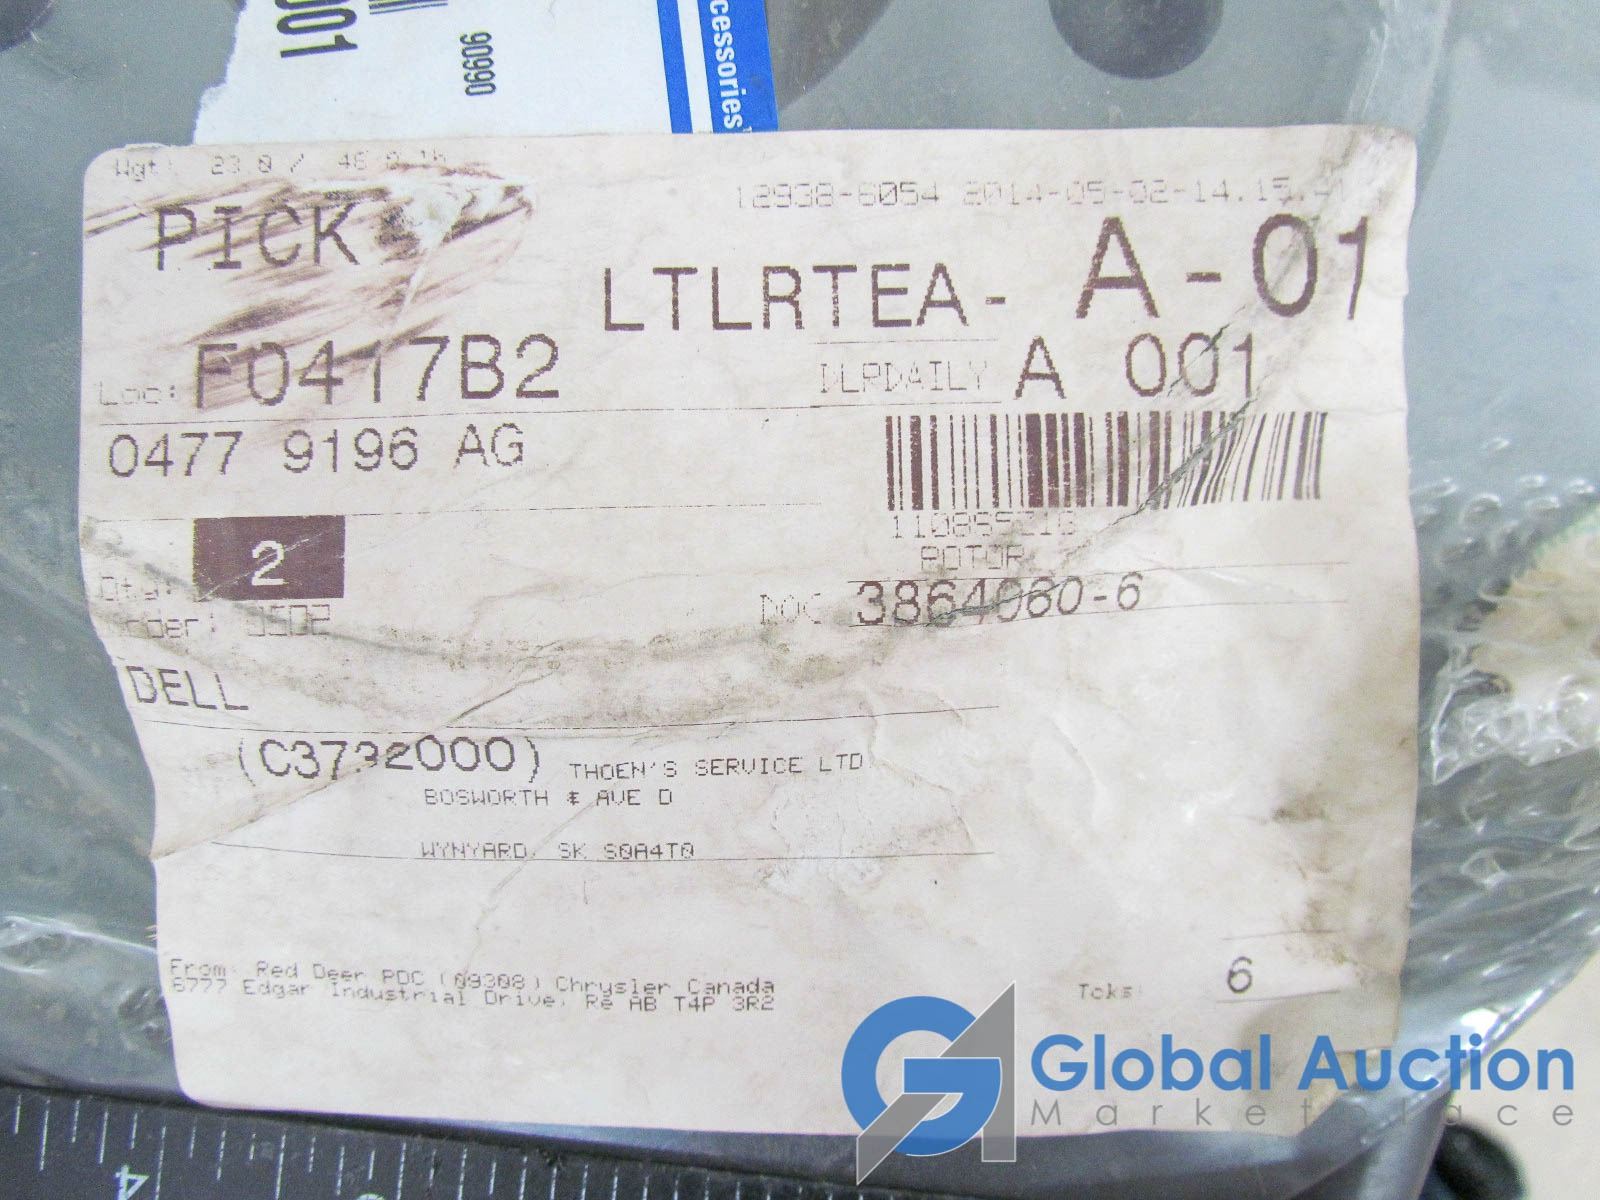 001
90990
ccessories
Wgt: 23.0 / 46.0 lb
12938-6054 2014-05-02-14.15.
PICK
LTLRTEA- A-01
Loc: F0417B2
DLRDAILY A 001
0477 9196 AG
ROTOR
Qty: 2
DOC 3864060-6
Order: 0502
DELL
(C3732000) THOEN'S SERVICE LTD.
BOSWORTH & AVE D
WYNYARD, SK S0A4T0
From: Red Deer PDC (09308) Chrysler Canada
6777 Edgar Industrial Drive, Re AB T4P 3R2
Tcks: 6
4
Global Auction
Marketplace